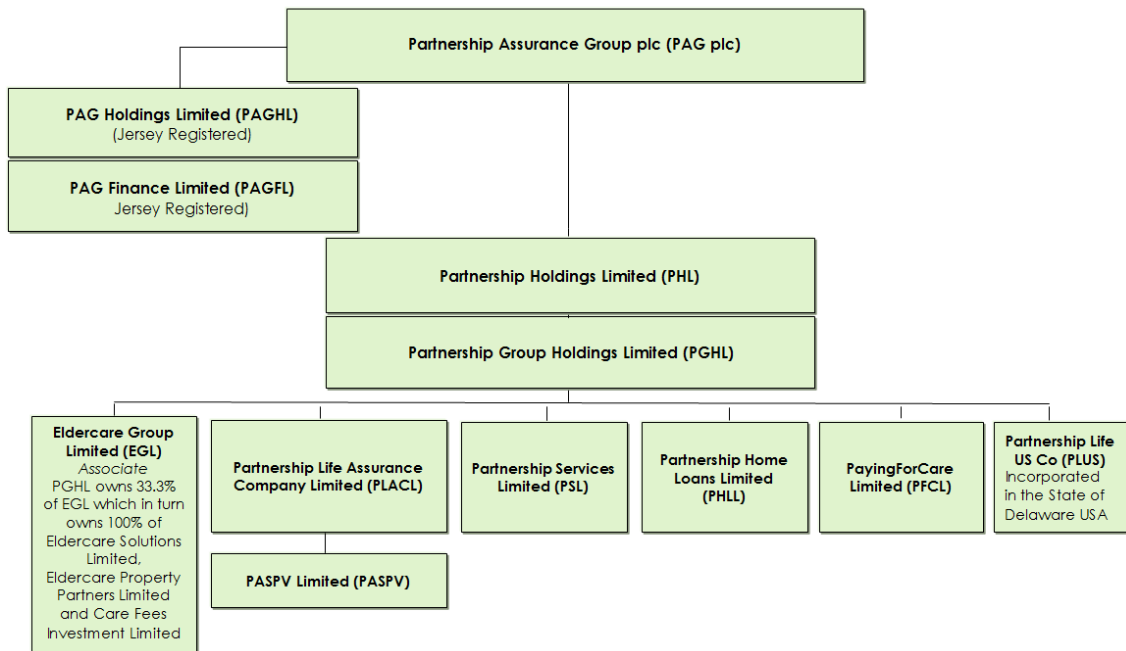 Partnership Assurance Group plc (PAG plc)
PAG Holdings Limited (PAGHL)
(Jersey Registered)
PAG Finance Limited (PAGFL)
Jersey Registered)
Partnership Holdings Limited (PHL)
Partnership Group Holdings Limited (PGHL)
Eldercare Group
Limited (EGL)
Associate
PGHL owns 33.3%
of EGL which in turn
owns 100% of
Eldercare Solutions
Limited,
Eldercare Property
Partners Limited
and Care Fees
Investment Limited
Partnership Life Assurance
Company Limited (PLACL)
PASPV Limited (PASPV)
Partnership Services
Limited (PSL)
Partnership Home
Loans Limited
(PHLL)
PayingForCare
Limited (PFCL)
Partnership Life
US Co (PLUS)
Incorporated
in the State of
Delaware USA